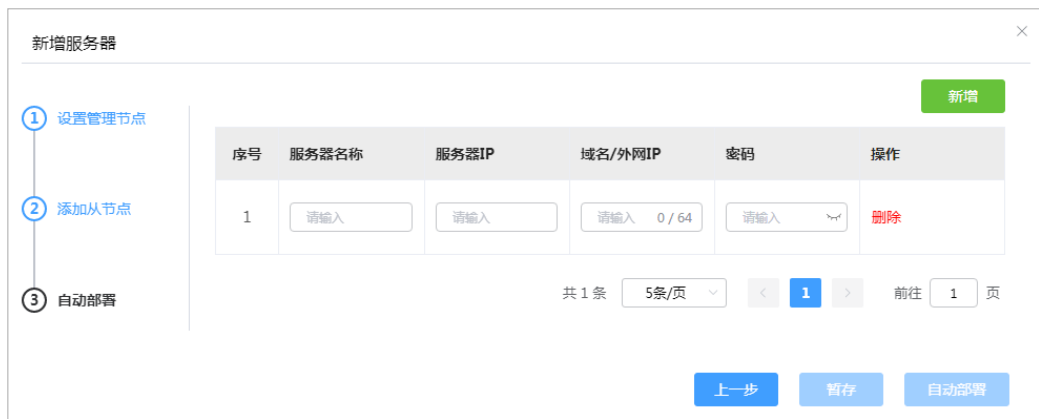 新增服务器
新增
1 设置管理节点
2 添加从节点
3 自动部署
序号 服务器名称 服务器IP 域名/外网IP 密码 操作
1 请输入 请输入 请输入 0 / 64 请输入 删除
共 1 条 5条/页 1 前往 1 页
上一步 暂存 自动部署